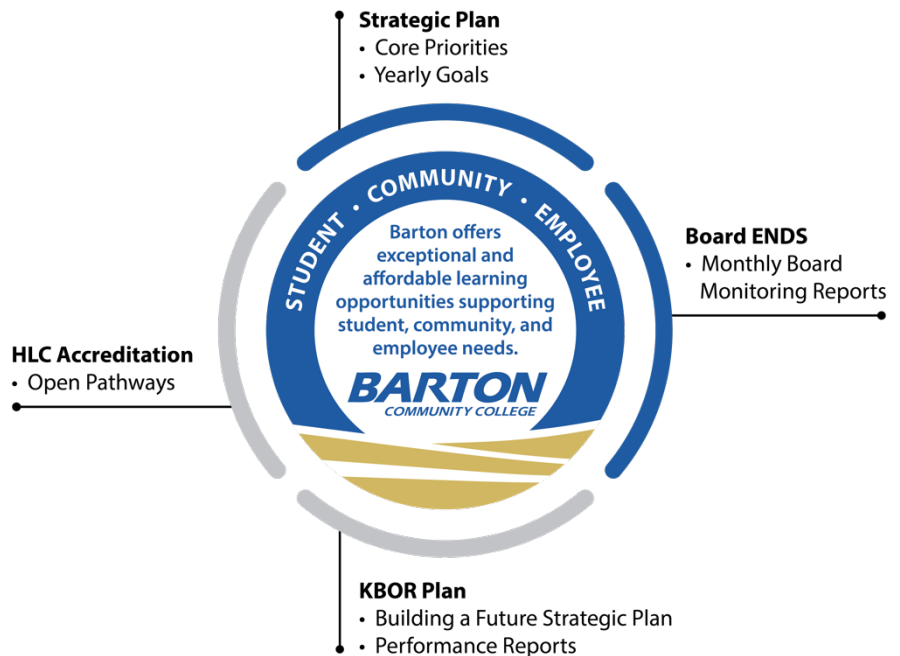 Strategic Plan
• Core Priorities
• Yearly Goals
STUDENT • COMMUNITY • EMPLOYEE
Barton offers
exceptional and
affordable learning
opportunities supporting
student, community, and
employee needs.
BARTON
COMMUNITY COLLEGE
Board ENDS
• Monthly Board
Monitoring Reports
HLC Accreditation
• Open Pathways
KBOR Plan
• Building a Future Strategic Plan
• Performance Reports